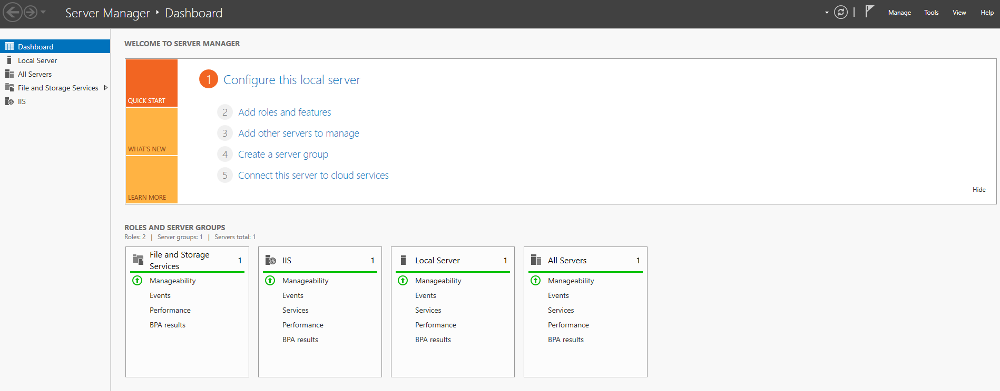 Server Manager ‣ Dashboard
Manage Tools View Help
Dashboard
Local Server
All Servers
File and Storage Services
IIS
WELCOME TO SERVER MANAGER
QUICK START
WHAT'S NEW
LEARN MORE
1 Configure this local server
2 Add roles and features
3 Add other servers to manage
4 Create a server group
5 Connect this server to cloud services
Hide
ROLES AND SERVER GROUPS
Roles: 2 | Server groups: 1 | Servers total: 1
File and Storage
Services 1
Manageability
Events
Performance
BPA results
IIS 1
Manageability
Events
Services
Performance
BPA results
Local Server 1
Manageability
Events
Services
Performance
BPA results
All Servers 1
Manageability
Events
Services
Performance
BPA results